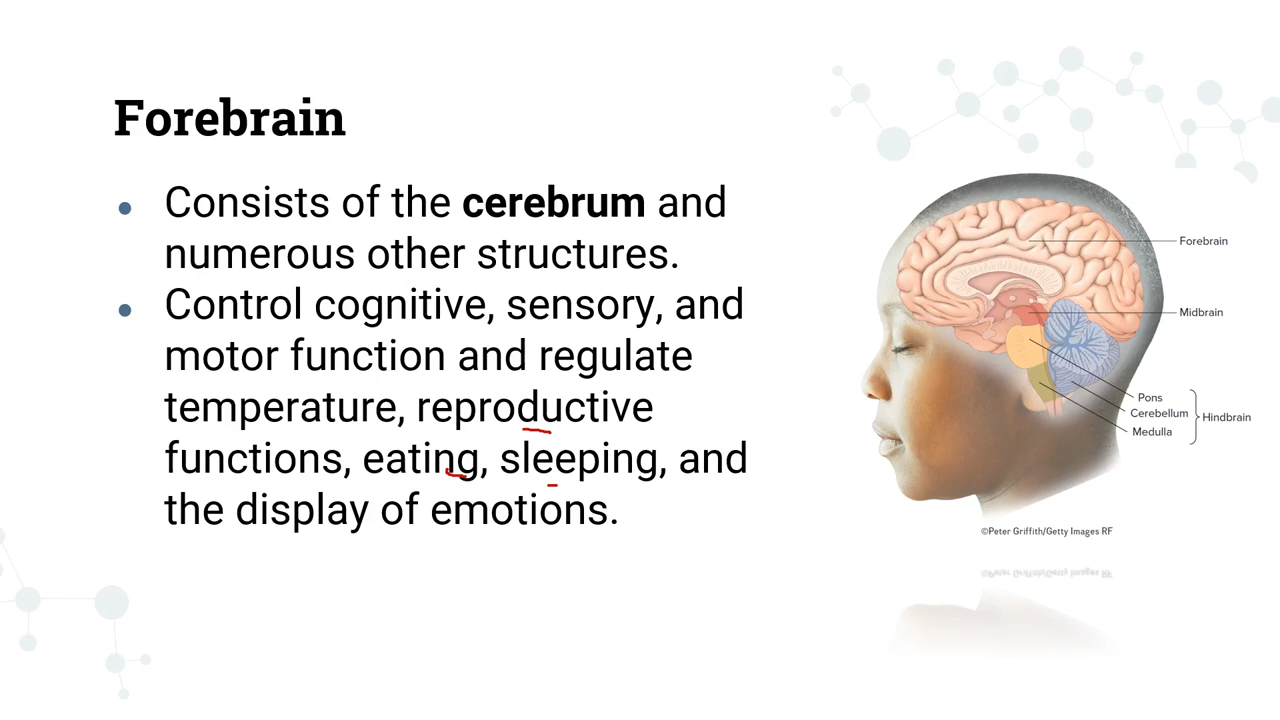 Forebrain
• Consists of the cerebrum and
numerous other structures.
• Control cognitive, sensory, and
motor function and regulate
temperature, reproductive
functions, eating, sleeping, and
the display of emotions.
Forebrain
Midbrain
Pons
Cerebellum
Medulla
Hindbrain
©Peter Griffith/Getty Images RF